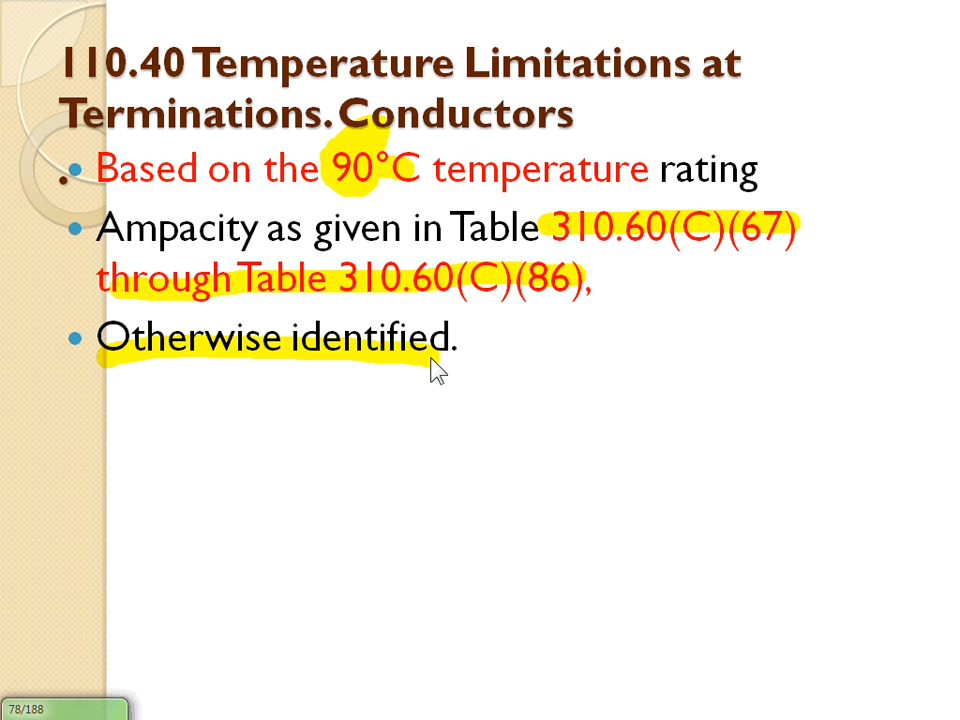 110.40 Temperature Limitations at
Terminations. Conductors
.
• Based on the 90°C temperature rating
• Ampacity as given in Table 310.60(C)(67)
through Table 310.60(C)(86),
• Otherwise identified.
78/188